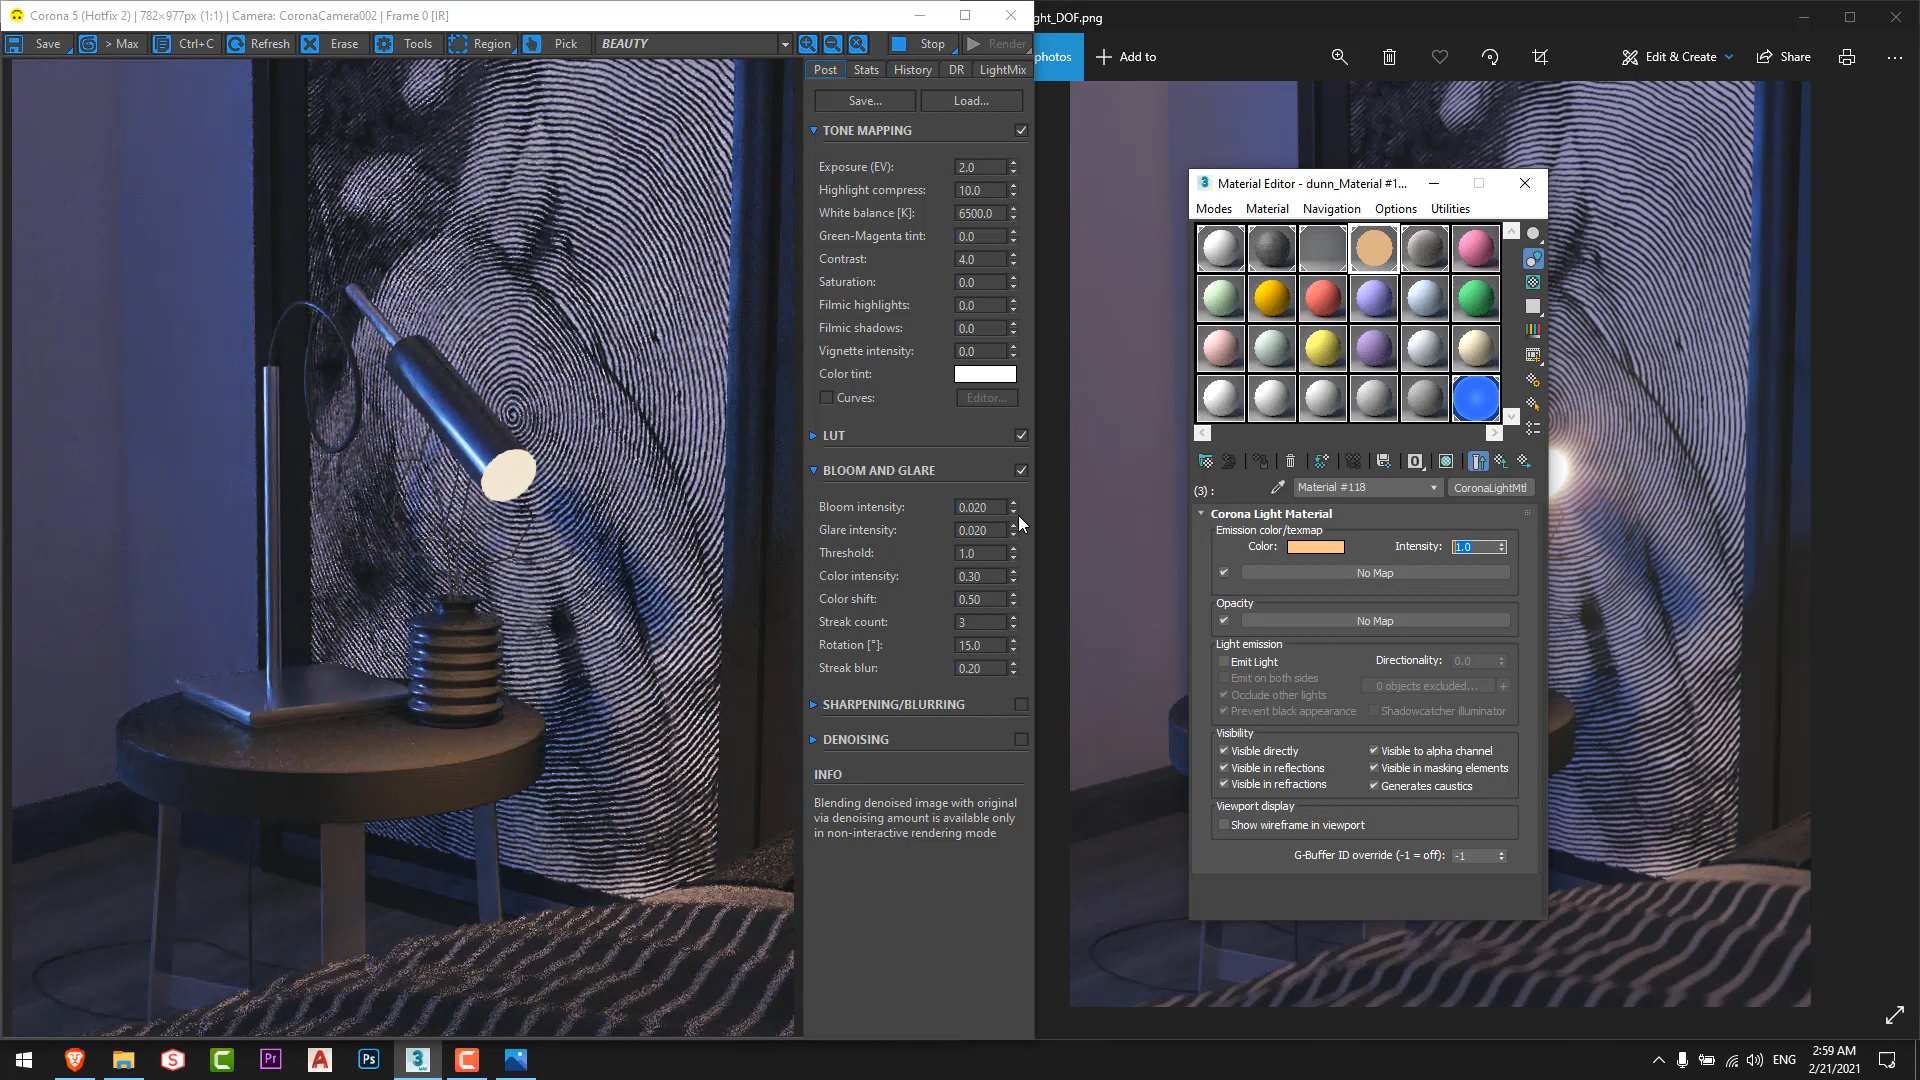 Corona 5 (Hotfix 2) | 782×977px (1:1) | Camera: CoronaCamera002 | Frame 0 [IR]
Save
> Max
Ctrl+C
Refresh
Erase
Tools
Region
Pick
BEAUTY
Stop
Render
Post
Stats
History
DR
LightMix
Save...
Load...
TONE MAPPING
Exposure (EV): 2.0
Highlight compress: 10.0
White balance [K]: 6500.0
Green-Magenta tint: 0.0
Contrast: 4.0
Saturation: 0.0
Filmic highlights: 0.0
Filmic shadows: 0.0
Vignette intensity: 0.0
Color tint:
Curves: Editor...
LUT
BLOOM AND GLARE
Bloom intensity: 0.020
Glare intensity: 0.020
Threshold: 1.0
Color intensity: 0.30
Color shift: 0.50
Streak count: 3
Rotation [°]: 15.0
Streak blur: 0.20
SHARPENING/BLURRING
DENOISING
INFO
Blending denoised image with original
via denoising amount is available only
in non-interactive rendering mode
ght_DOF.png
photos
Add to
Edit & Create
Share
3 Material Editor - dunn_Material #1...
Modes Material Navigation Options Utilities
(3) : Material #118 CoronaLightMtl
Corona Light Material
Emission color/texmap
Color: Intensity: 1.0
No Map
Opacity
No Map
Light emission
Emit Light Directionality: 0.0
Emit on both sides
0 objects excluded... +
Occlude other lights
Prevent black appearance Shadowcatcher illuminator
Visibility
Visible directly Visible to alpha channel
Visible in reflections Visible in masking elements
Visible in refractions Generates caustics
Viewport display
Show wireframe in viewport
G-Buffer ID override (-1 = off): -1
S
C
Pr
A
Ps
3
C
ENG
2:59 AM
2/21/2021